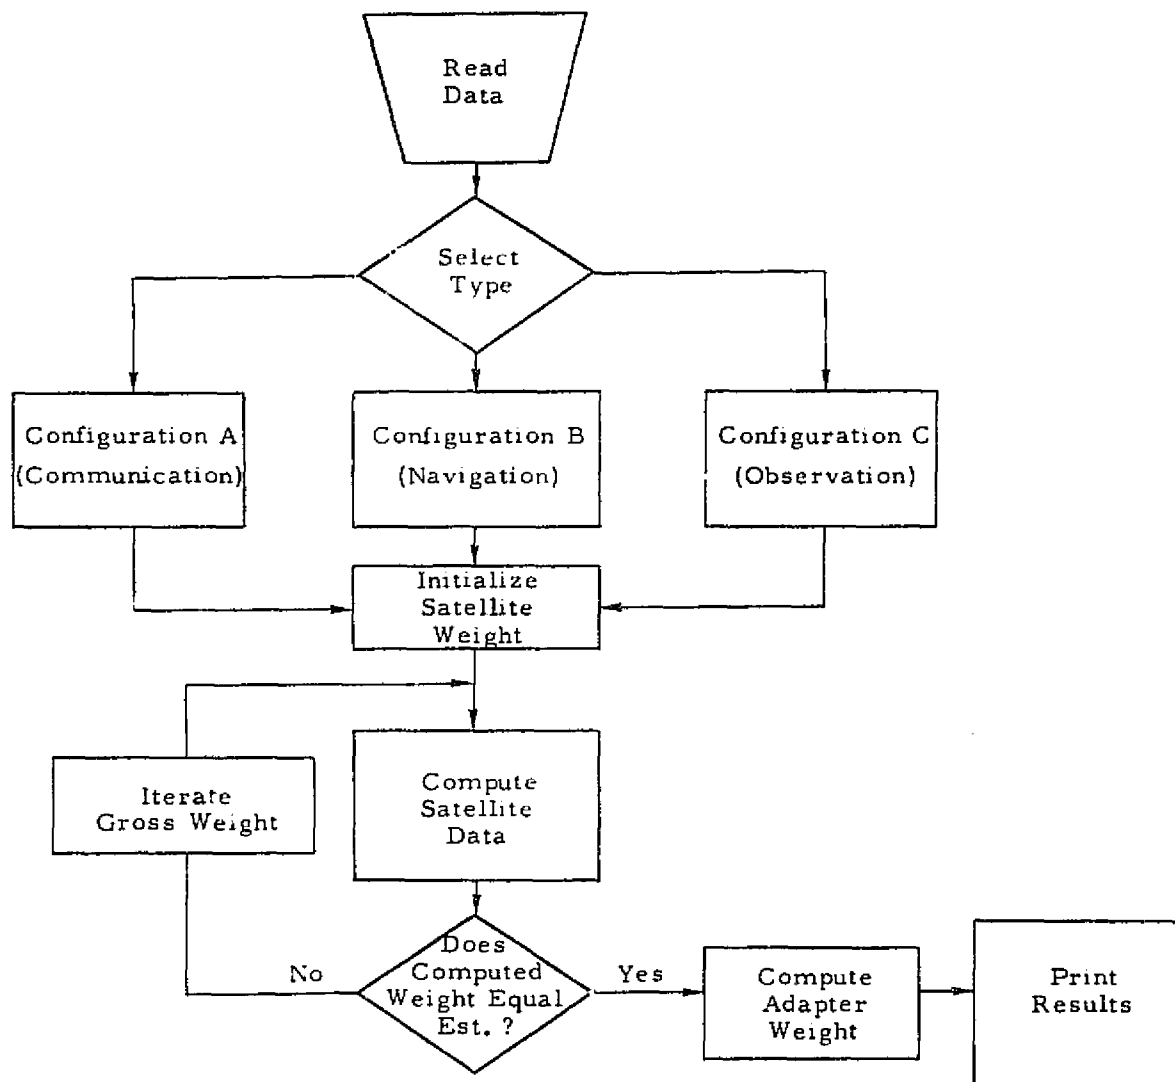 Read
Data
Select
Type
Configuration A
(Communication)
Configuration B
(Navigation)
Configuration C
(Observation)
Initialize
Satellite
Weight
Iterate
Gross Weight
Compute
Satellite
Data
Does
Computed
Weight Equal
Est. ?
No
Yes
Compute
Adapter
Weight
Print
Results